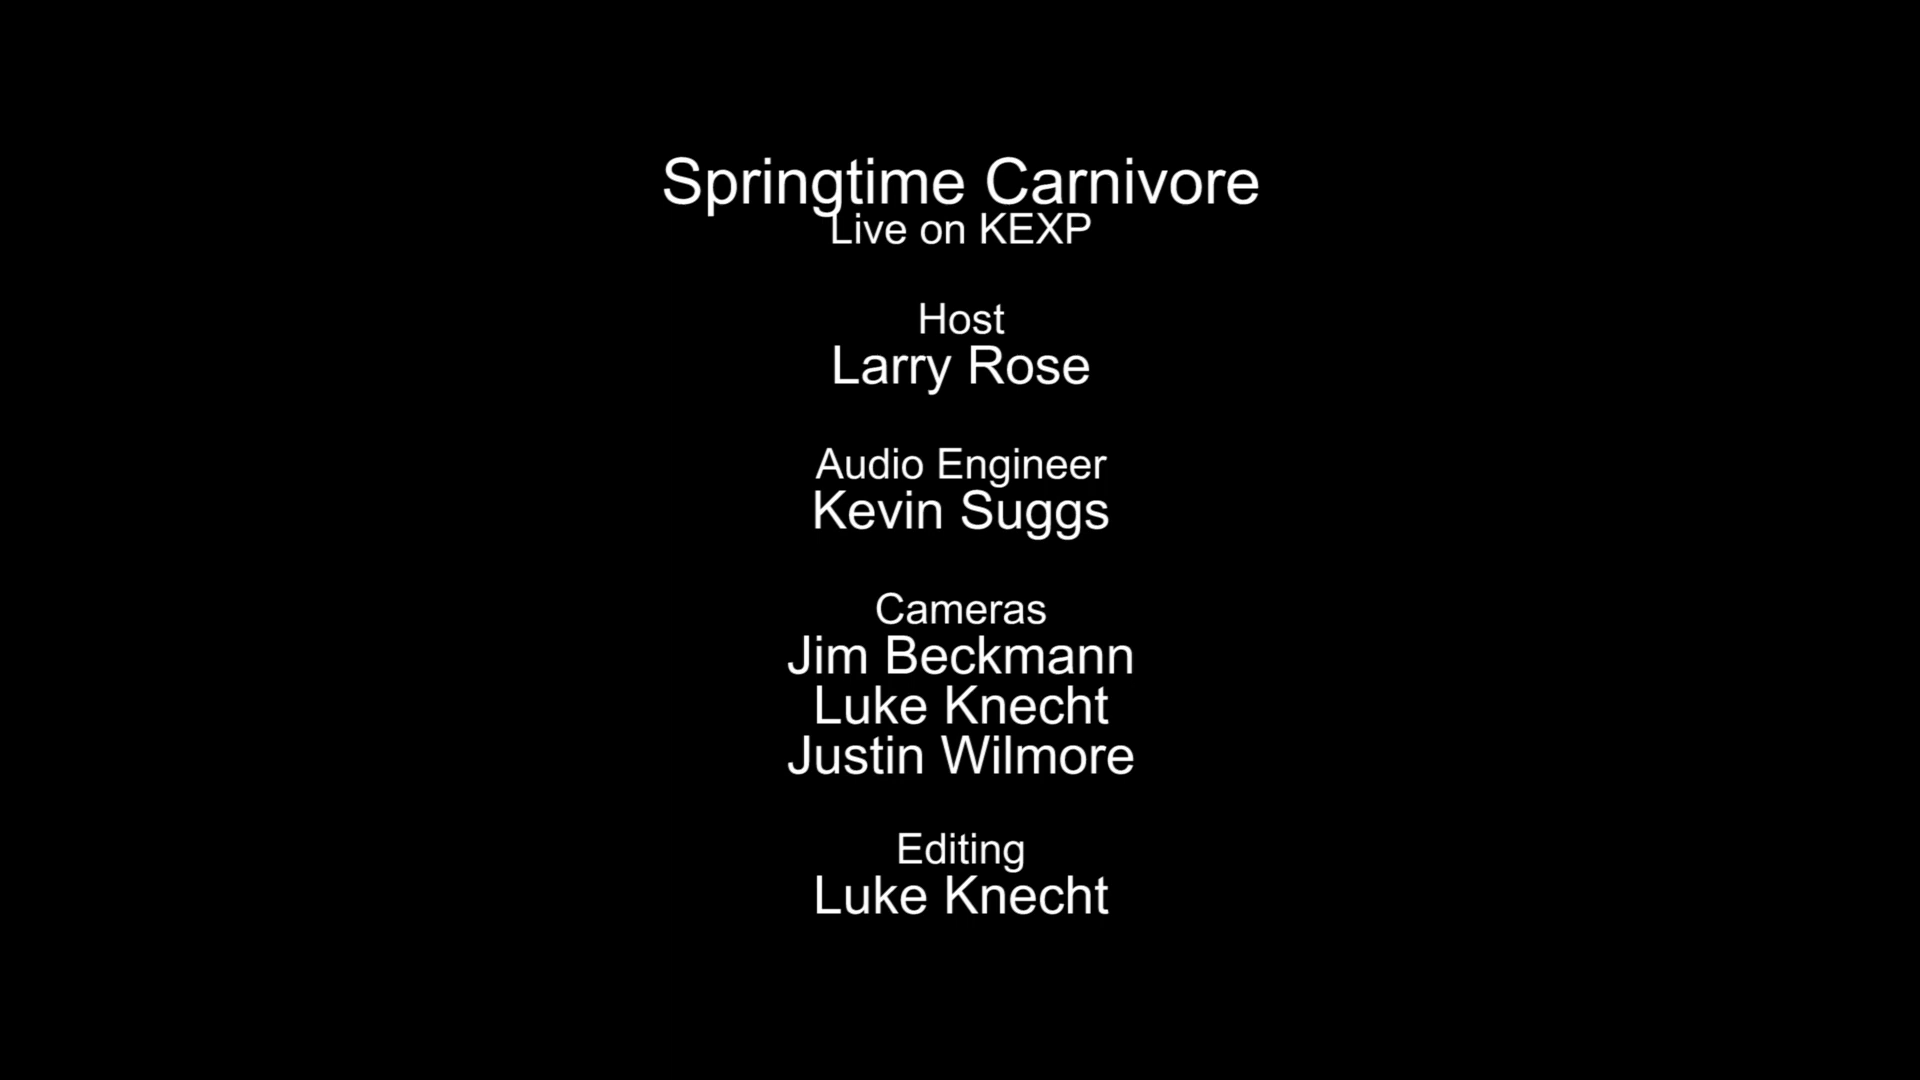 Springtime Carnivore
Live on KEXP
Host
Larry Rose
Audio Engineer
Kevin Suggs
Cameras
Jim Beckmann
Luke Knecht
Justin Wilmore
Editing
Luke Knecht